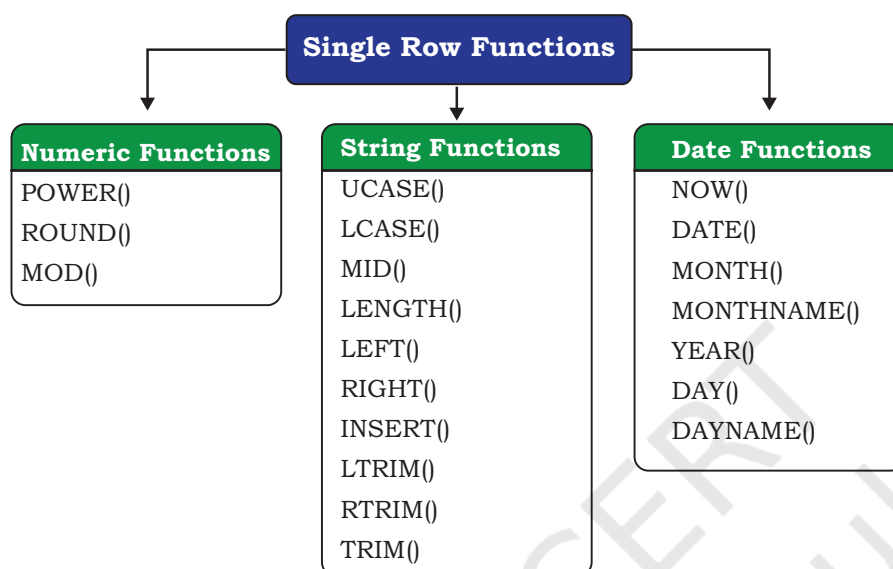 Single Row Functions
Numeric Functions
POWER()
ROUND()
MOD()
String Functions
UCASE()
LCASE()
MID()
LENGTH()
LEFT()
RIGHT()
INSERT()
LTRIM()
RTRIM()
TRIM()
Date Functions
NOW()
DATE()
MONTH()
MONTHNAME()
YEAR()
DAY()
DAYNAME()